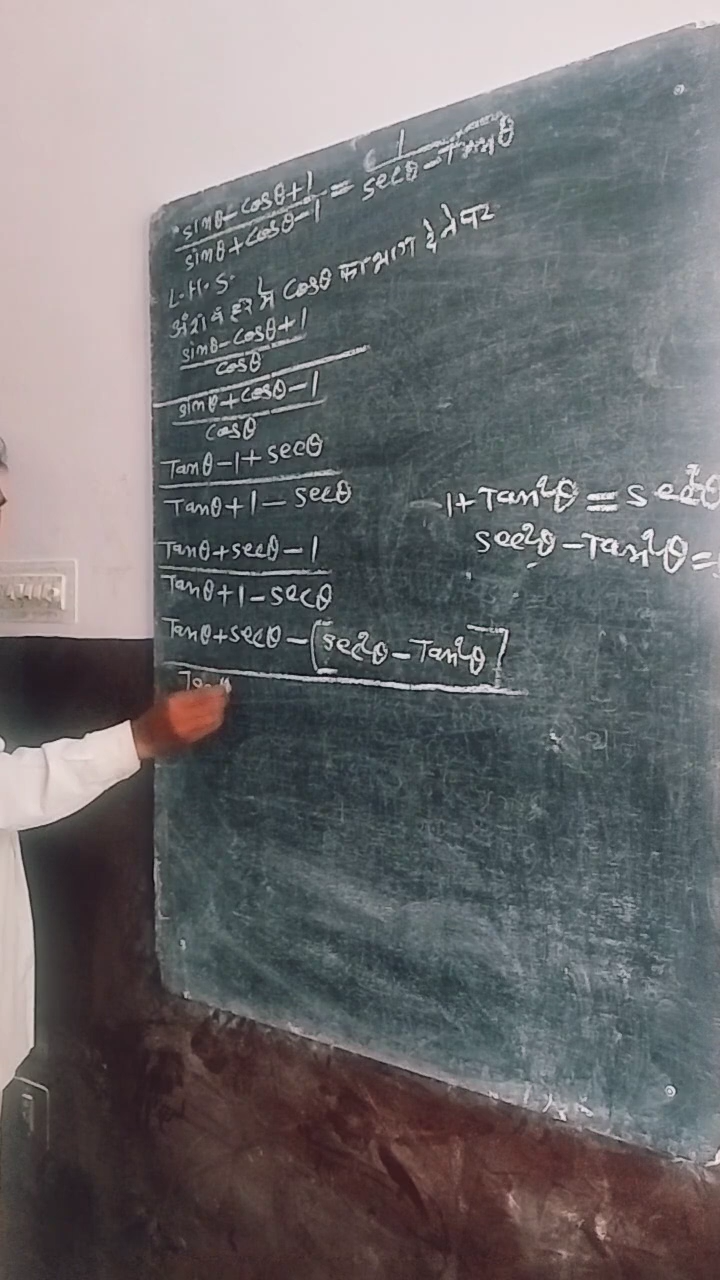 sinθ-cosθ+1 / sinθ+cosθ-1 = 1 / secθ-Tanθ
L.H.S.
अंश व हर में cosθ का भाग देने पर
sinθ-cosθ+1
cosθ
sinθ+cosθ-1
cosθ
Tanθ-1+secθ
Tanθ+1-secθ
Tanθ+secθ-1
Tanθ+1-secθ
Tanθ+secθ-[sec²θ-Tan²θ]
1+Tan²θ=sec²θ
sec²θ-Tan²θ=